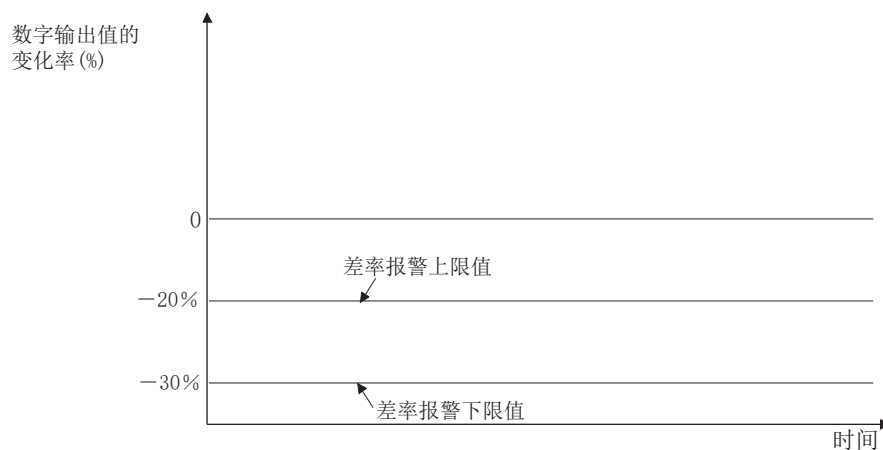 数字输出值的
变化率(%)
0
差率报警上限值
－20%
－30%
差率报警下限值
时间